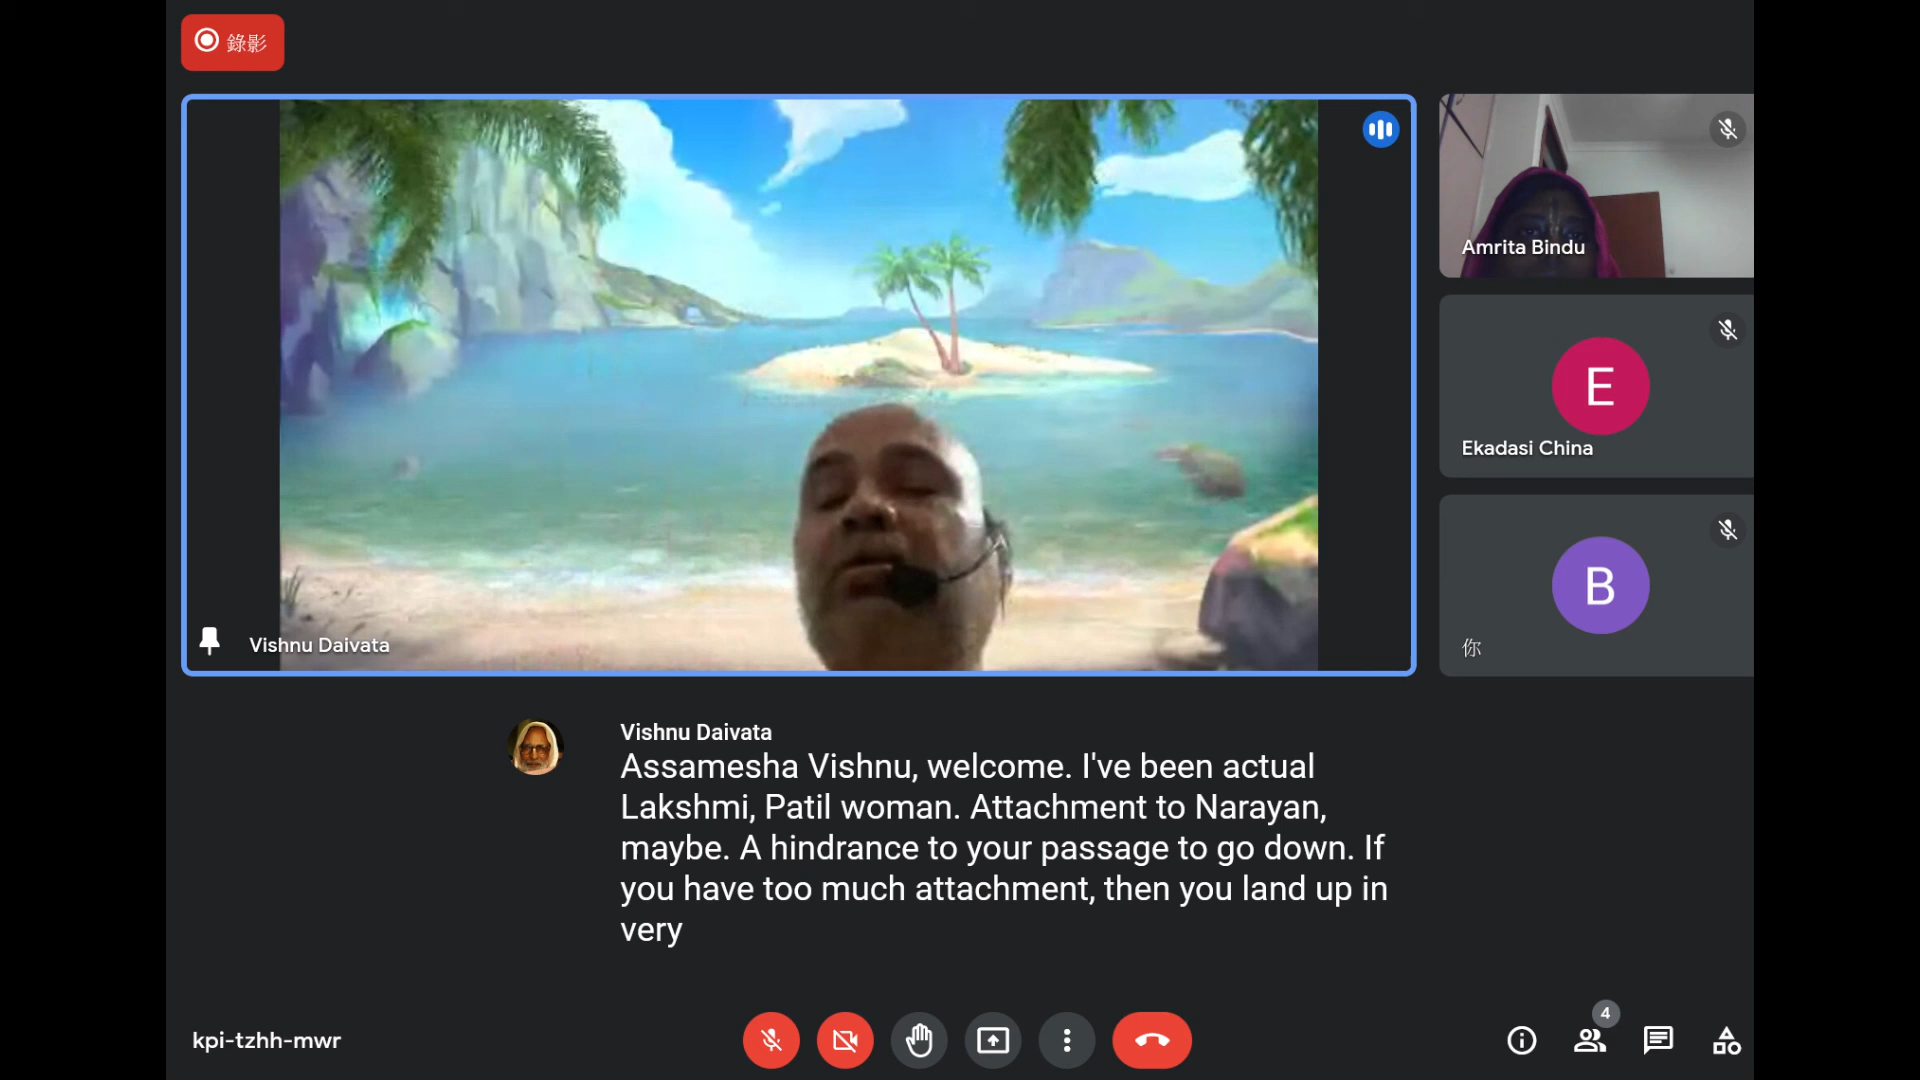 錄影
Amrita Bindu
E
Ekadasi China
B
你
Vishnu Daivata
Vishnu Daivata
Assamesha Vishnu, welcome. I've been actual
Lakshmi, Patil woman. Attachment to Narayan,
maybe. A hindrance to your passage to go down. If
you have too much attachment, then you land up in
very
kpi-tzhh-mwr
4